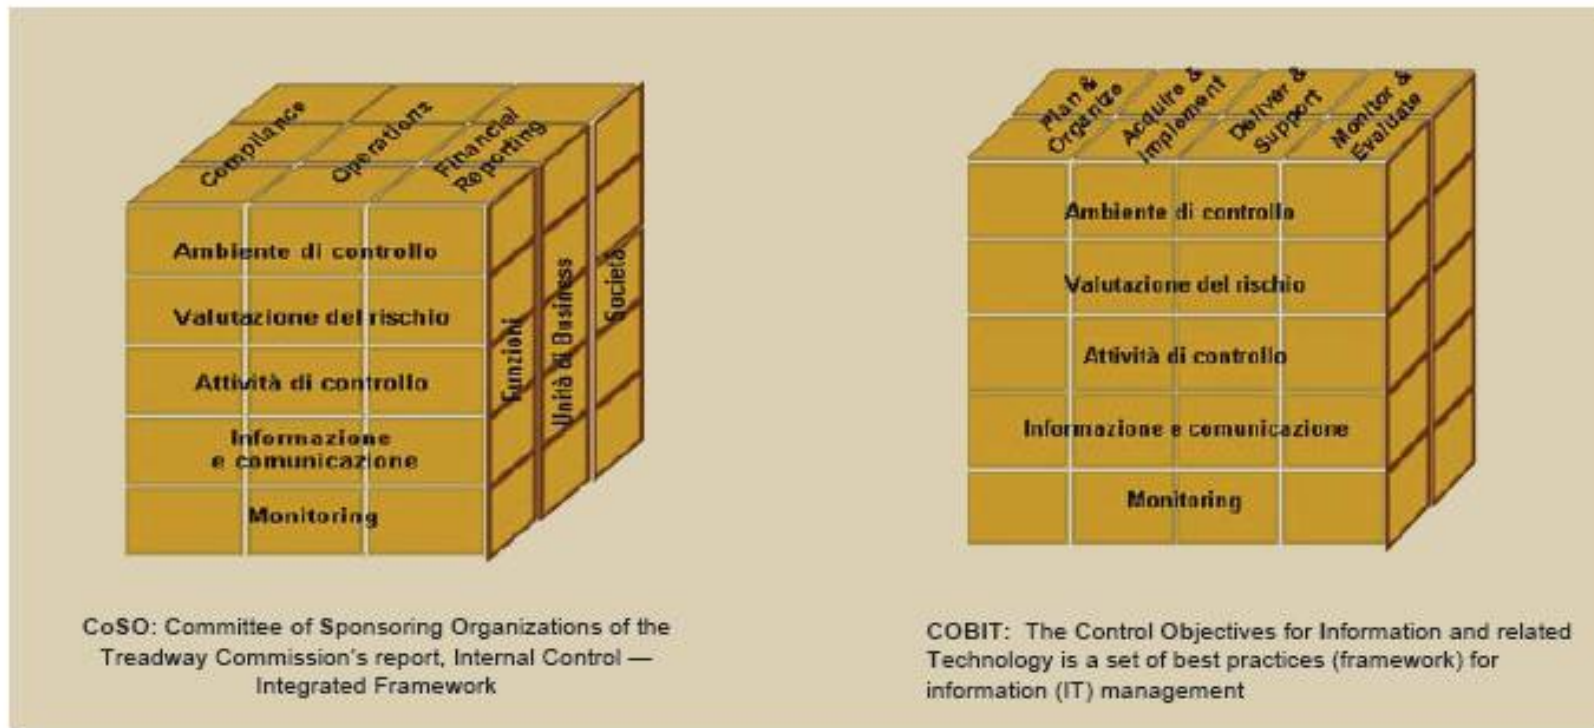 Compliance
Operations
Financial
Reporting
Ambiente di controllo
Valutazione del rischio
Attività di controllo
Informazione
e comunicazione
Monitoring
Funzioni
Unità di Business
Società
CoSO: Committee of Sponsoring Organizations of the
Treadway Commission's report, Internal Control —
Integrated Framework
Plan &
Organize
Acquire &
Implement
Deliver &
Support
Monitor &
Evaluate
Ambiente di controllo
Valutazione del rischio
Attività di controllo
Informazione e comunicazione
Monitoring
COBIT: The Control Objectives for Information and related
Technology is a set of best practices (framework) for
information (IT) management